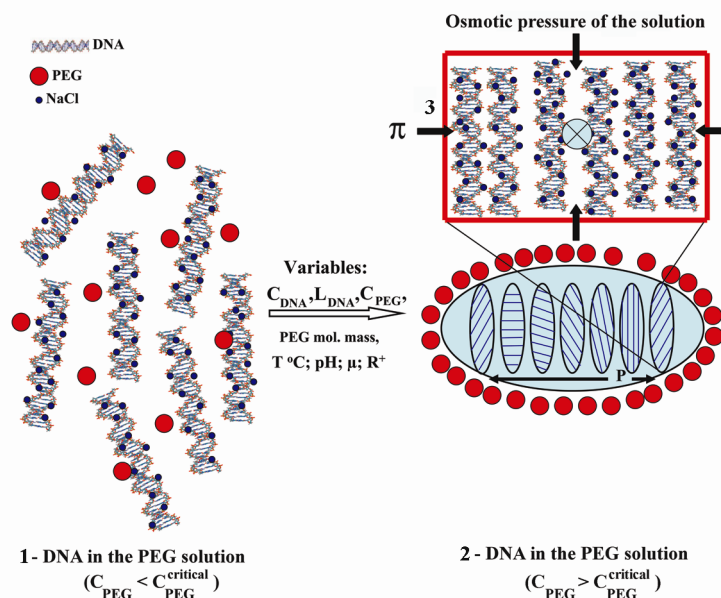 DNA
PEG
NaCl
Osmotic pressure of the solution
3
π
Variables:
C_DNA,L_DNA,C_PEG,
PEG mol. mass,
T °C; pH; μ; R⁺
P
1 - DNA in the PEG solution
(C_PEG < C_PEG^critical )
2 - DNA in the PEG solution
(C_PEG > C_PEG^critical )